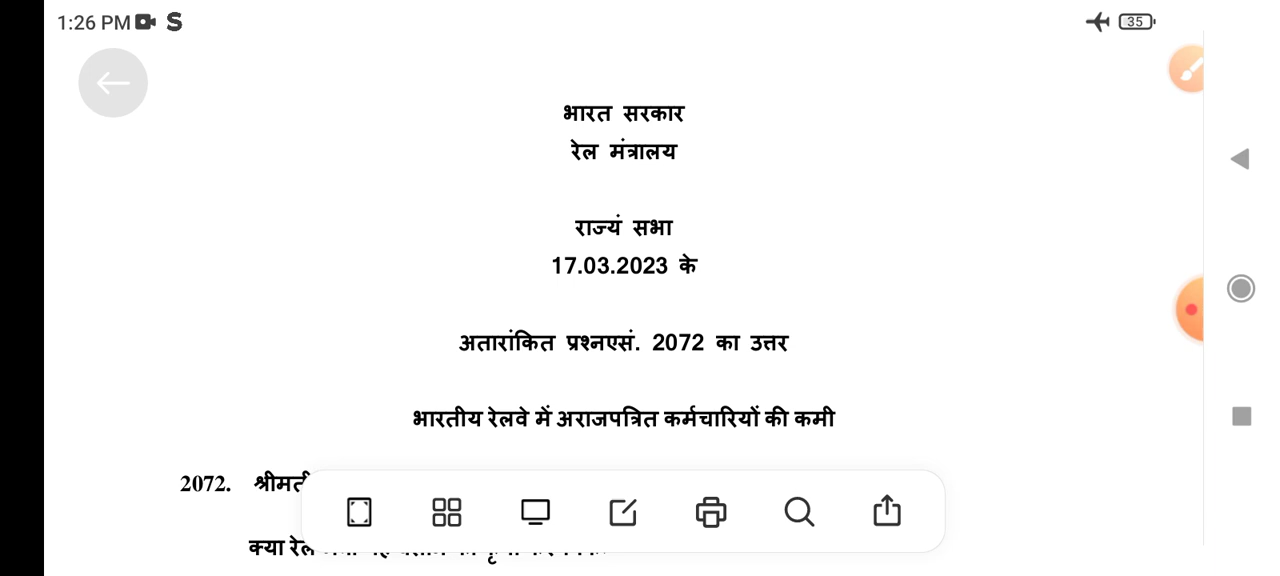 1:26 PM S
35
भारत सरकार
रेल मंत्रालय
राज्यं सभा
17.03.2023 के
अतारांकित प्रश्नएसं. 2072 का उत्तर
भारतीय रेलवे में अराजपत्रित कर्मचारियों की कमी
2072. श्रीमती
क्या रेल